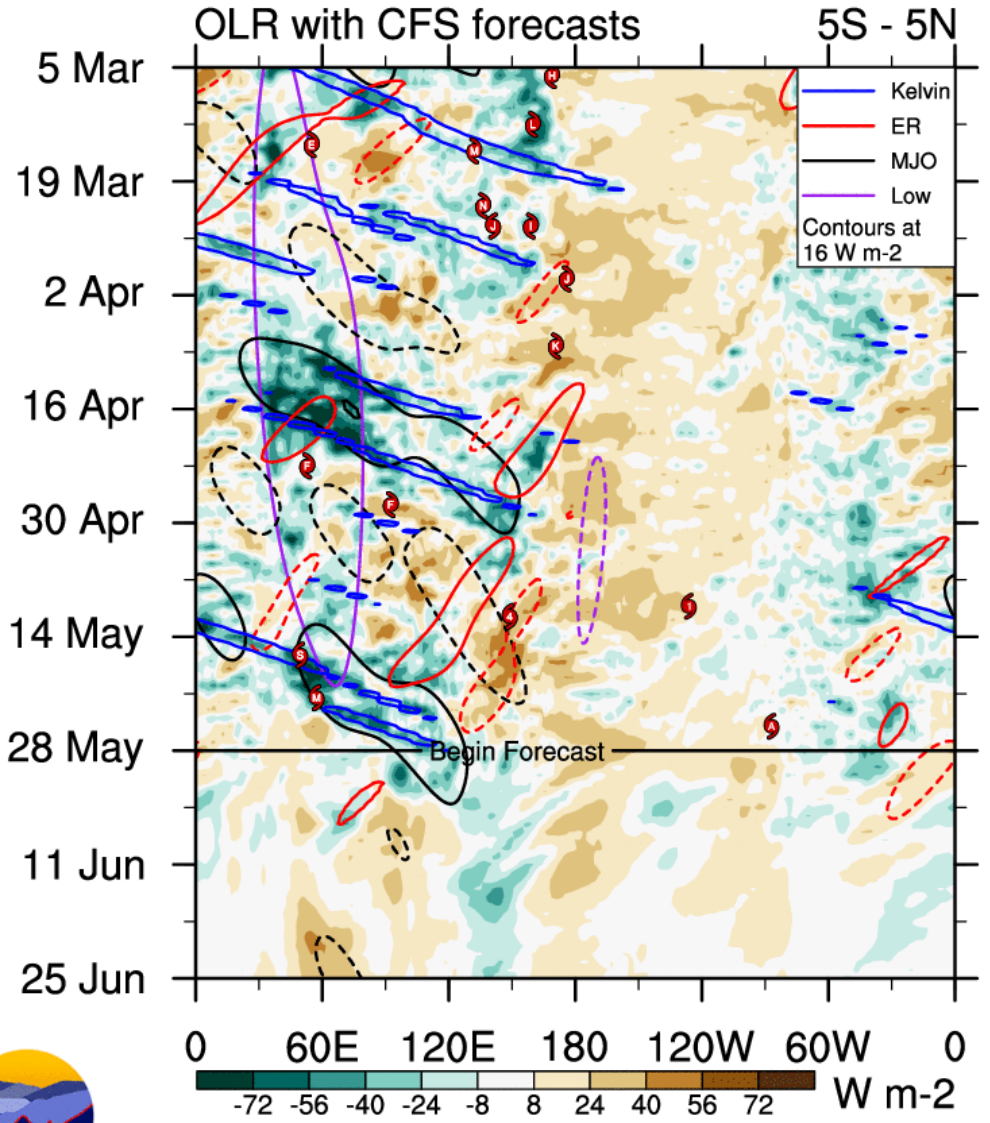 OLR with CFS forecasts 5S - 5N
5 Mar
19 Mar
2 Apr
16 Apr
30 Apr
14 May
28 May
11 Jun
25 Jun
Kelvin
ER
MJO
Low
Contours at
16 W m-2
H
L
E
M
N
J
I
J
K
F
F
S
M
A
Begin Forecast
0 60E 120E 180 120W 60W 0
-72 -56 -40 -24 -8 8 24 40 56 72 W m-2